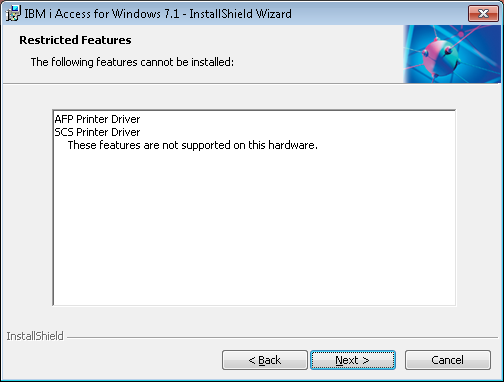 IBM i Access for Windows 7.1 - InstallShield Wizard
Restricted Features
The following features cannot be installed:
AFP Printer Driver
SCS Printer Driver
These features are not supported on this hardware.
InstallShield
< Back
Next >
Cancel